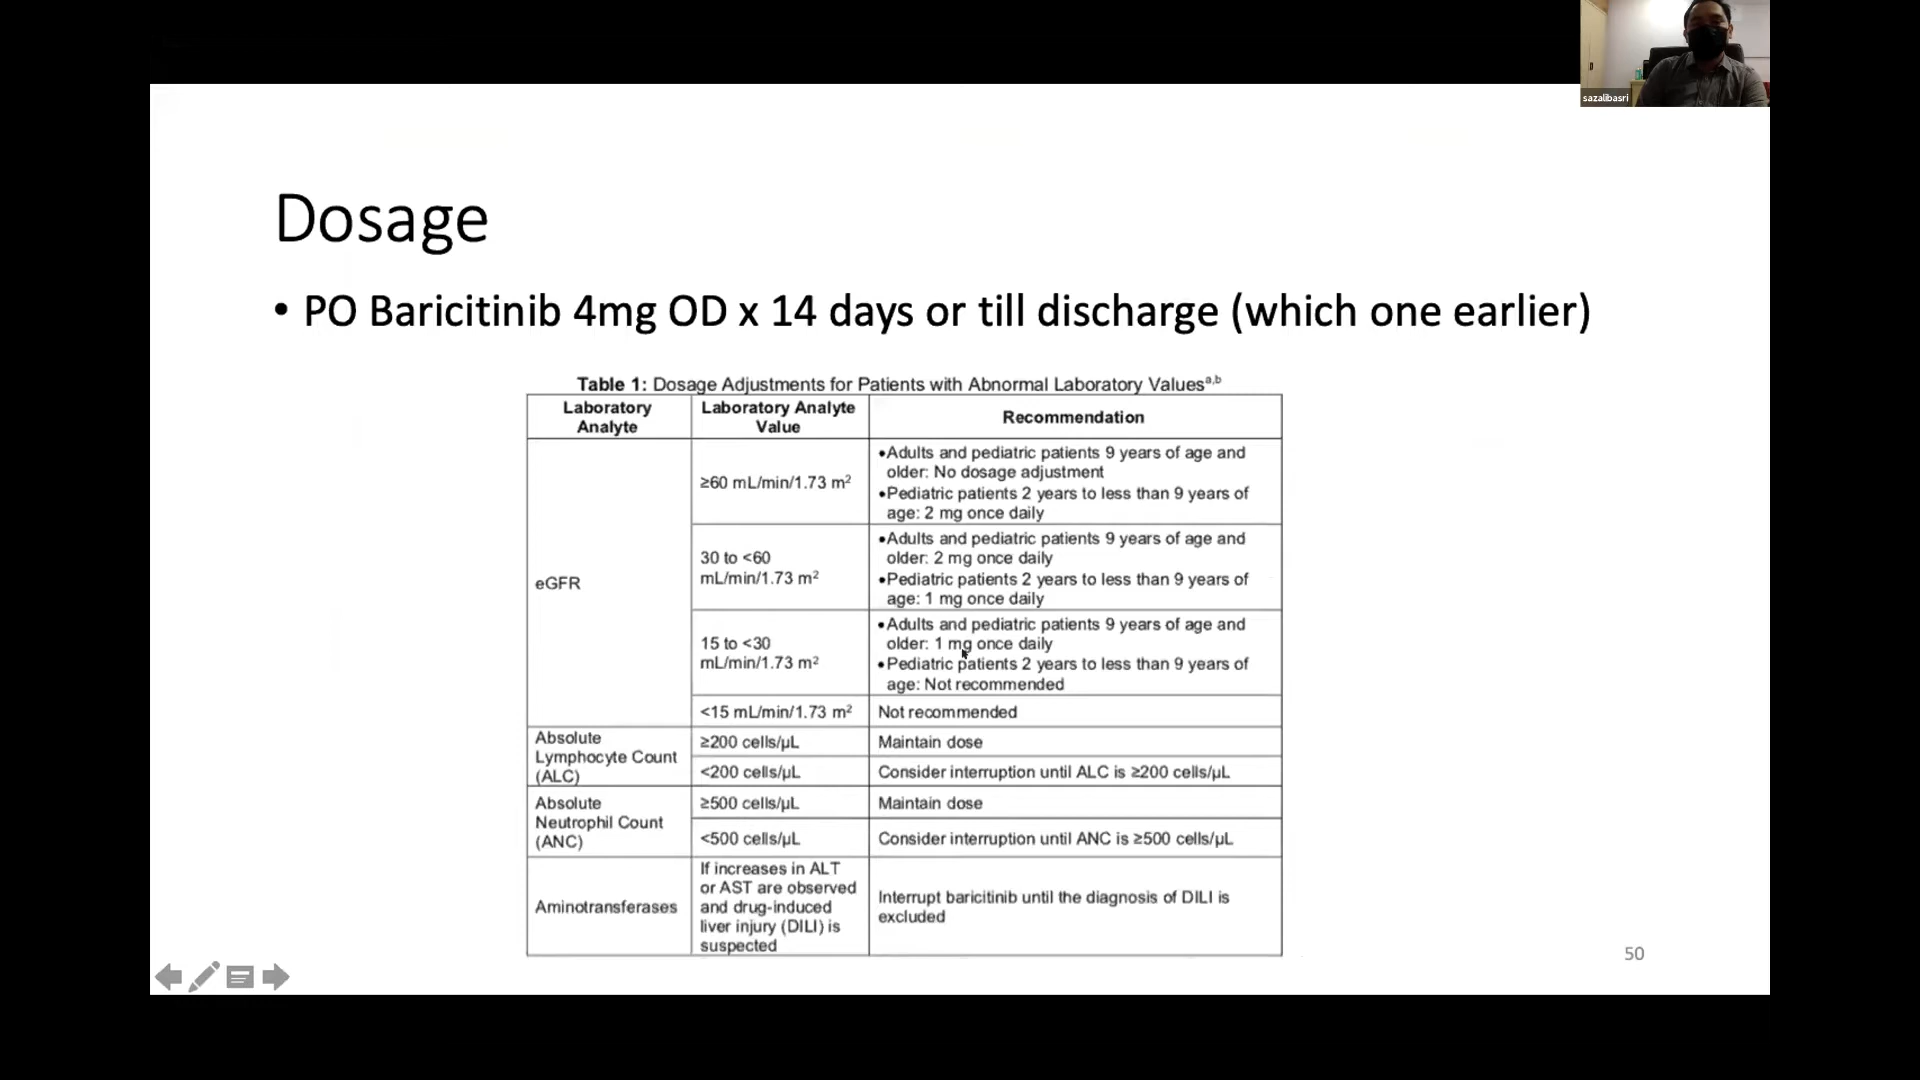 sazalibasri
Dosage
• PO Baricitinib 4mg OD x 14 days or till discharge (which one earlier)
Table 1: Dosage Adjustments for Patients with Abnormal Laboratory Valuesa,b
Laboratory
Analyte
Laboratory Analyte
Value
Recommendation
eGFR
≥60 mL/min/1.73 m²
•Adults and pediatric patients 9 years of age and
older: No dosage adjustment
•Pediatric patients 2 years to less than 9 years of
age: 2 mg once daily
30 to <60
mL/min/1.73 m²
•Adults and pediatric patients 9 years of age and
older: 2 mg once daily
•Pediatric patients 2 years to less than 9 years of
age: 1 mg once daily
15 to <30
mL/min/1.73 m²
•Adults and pediatric patients 9 years of age and
older: 1 mg once daily
•Pediatric patients 2 years to less than 9 years of
age: Not recommended
<15 mL/min/1.73 m²
Not recommended
Absolute
Lymphocyte Count
(ALC)
≥200 cells/µL
Maintain dose
<200 cells/µL
Consider interruption until ALC is ≥200 cells/µL
Absolute
Neutrophil Count
(ANC)
≥500 cells/µL
Maintain dose
<500 cells/µL
Consider interruption until ANC is ≥500 cells/µL
Aminotransferases
If increases in ALT
or AST are observed
and drug-induced
liver injury (DILI) is
suspected
Interrupt baricitinib until the diagnosis of DILI is
excluded
50